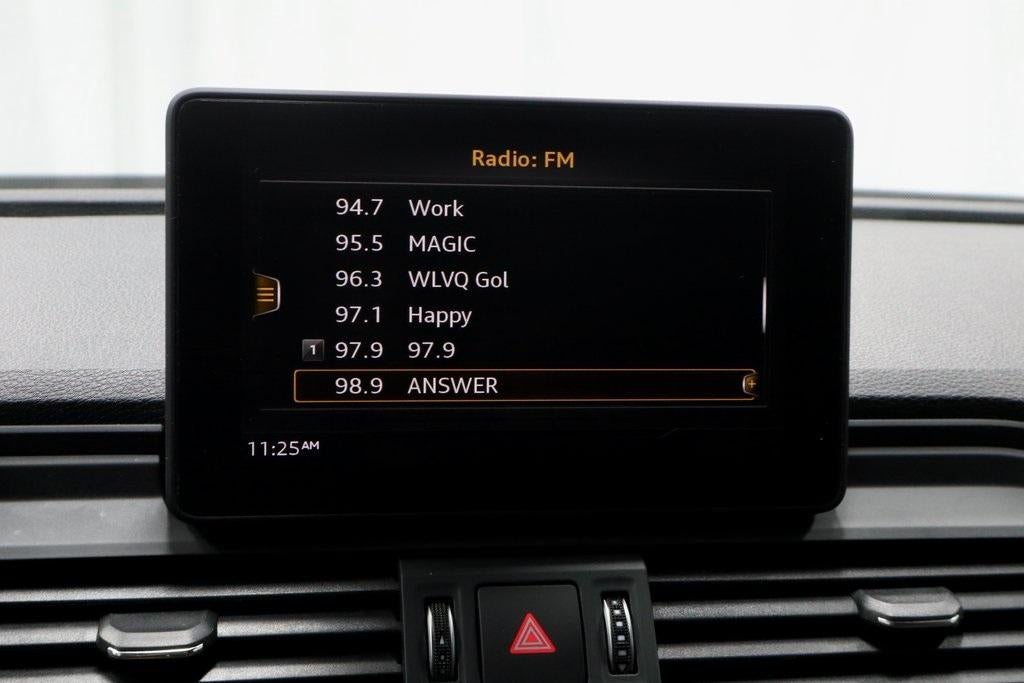 Radio: FM
94.7 Work
95.5 MAGIC
96.3 WLVQ Gol
97.1 Happy
1 97.9 97.9
98.9 ANSWER
11:25AM